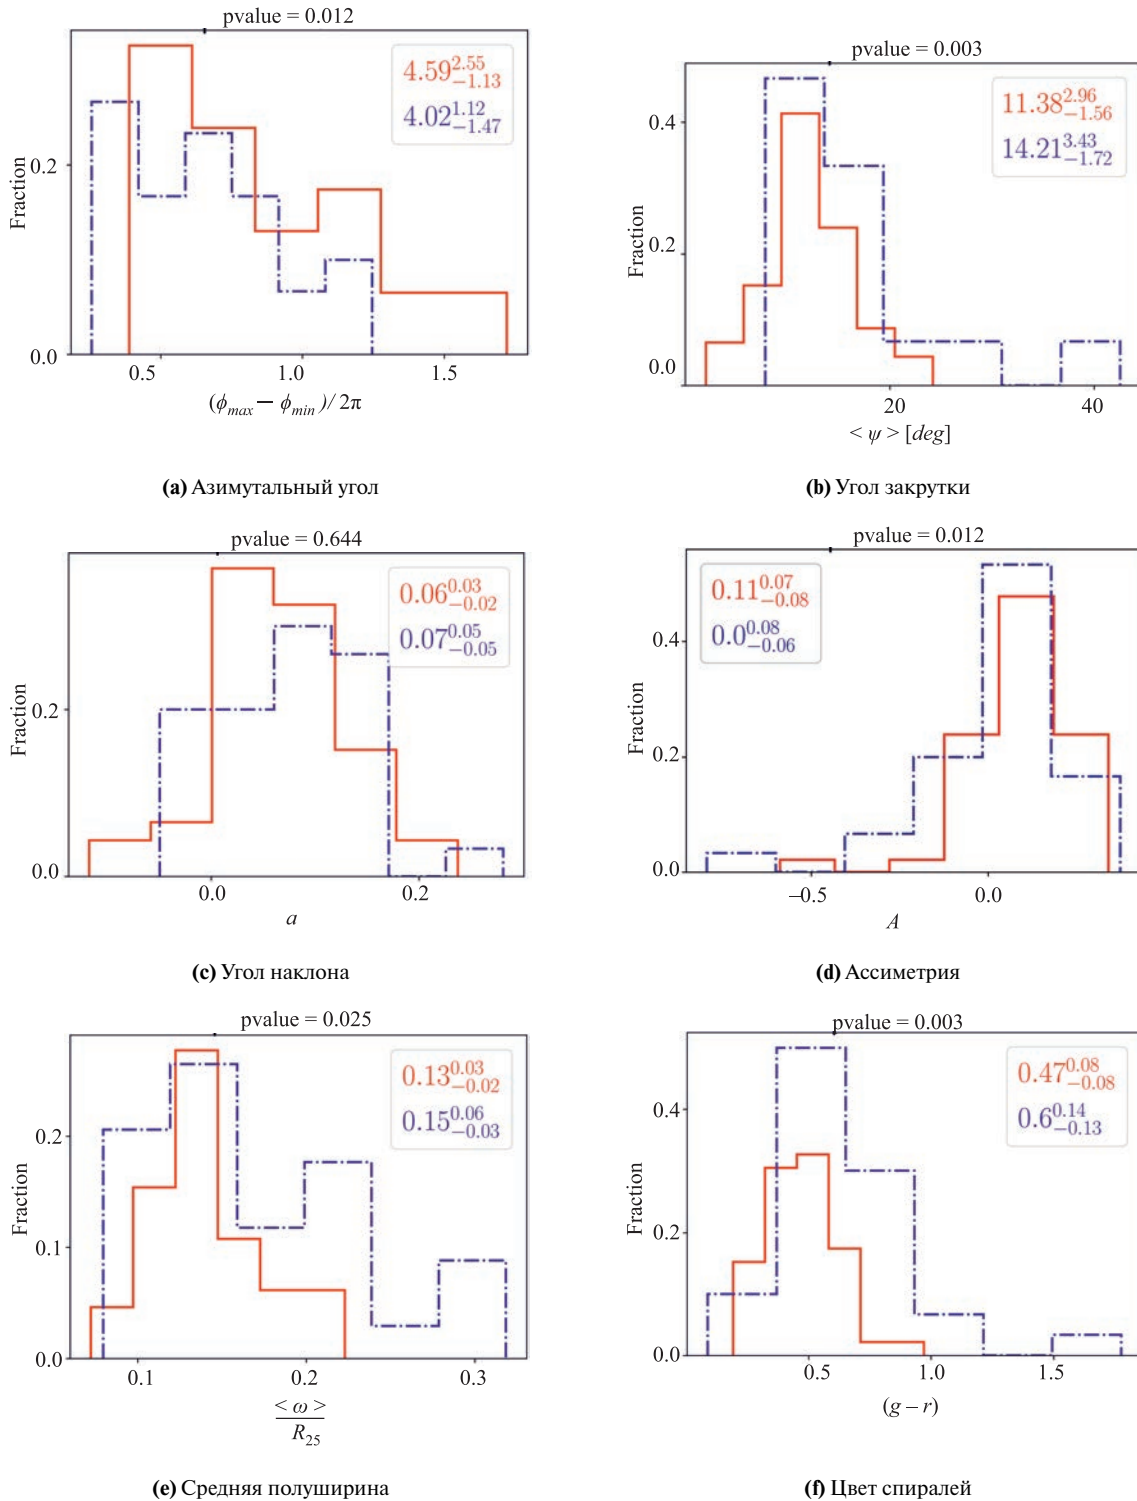 pvalue = 0.012
4.59^{2.55}_{−1.13}
4.02^{1.12}_{−1.47}
Fraction
0.2
0.0
0.5 1.0 1.5
(ϕ_{max} − ϕ_{min})/2π
(a) Азимутальный угол
pvalue = 0.003
11.38^{2.96}_{−1.56}
14.21^{3.43}_{−1.72}
Fraction
0.4
0.2
0.0
20 40
< ψ > [deg]
(b) Угол закрутки
pvalue = 0.644
0.06^{0.03}_{−0.02}
0.07^{0.05}_{−0.05}
Fraction
0.2
0.0
0.0 0.2
a
(c) Угол наклона
pvalue = 0.012
0.11^{0.07}_{−0.08}
0.0^{0.08}_{−0.06}
Fraction
0.4
0.2
0.0
−0.5 0.0
A
(d) Ассиметрия
pvalue = 0.025
0.13^{0.03}_{−0.02}
0.15^{0.06}_{−0.03}
Fraction
0.2
0.1
0.0
0.1 0.2 0.3
< ω >
R_{25}
(e) Средняя полуширина
pvalue = 0.003
0.47^{0.08}_{−0.08}
0.6^{0.14}_{−0.13}
Fraction
0.4
0.2
0.0
0.5 1.0 1.5
(g – r)
(f) Цвет спиралей